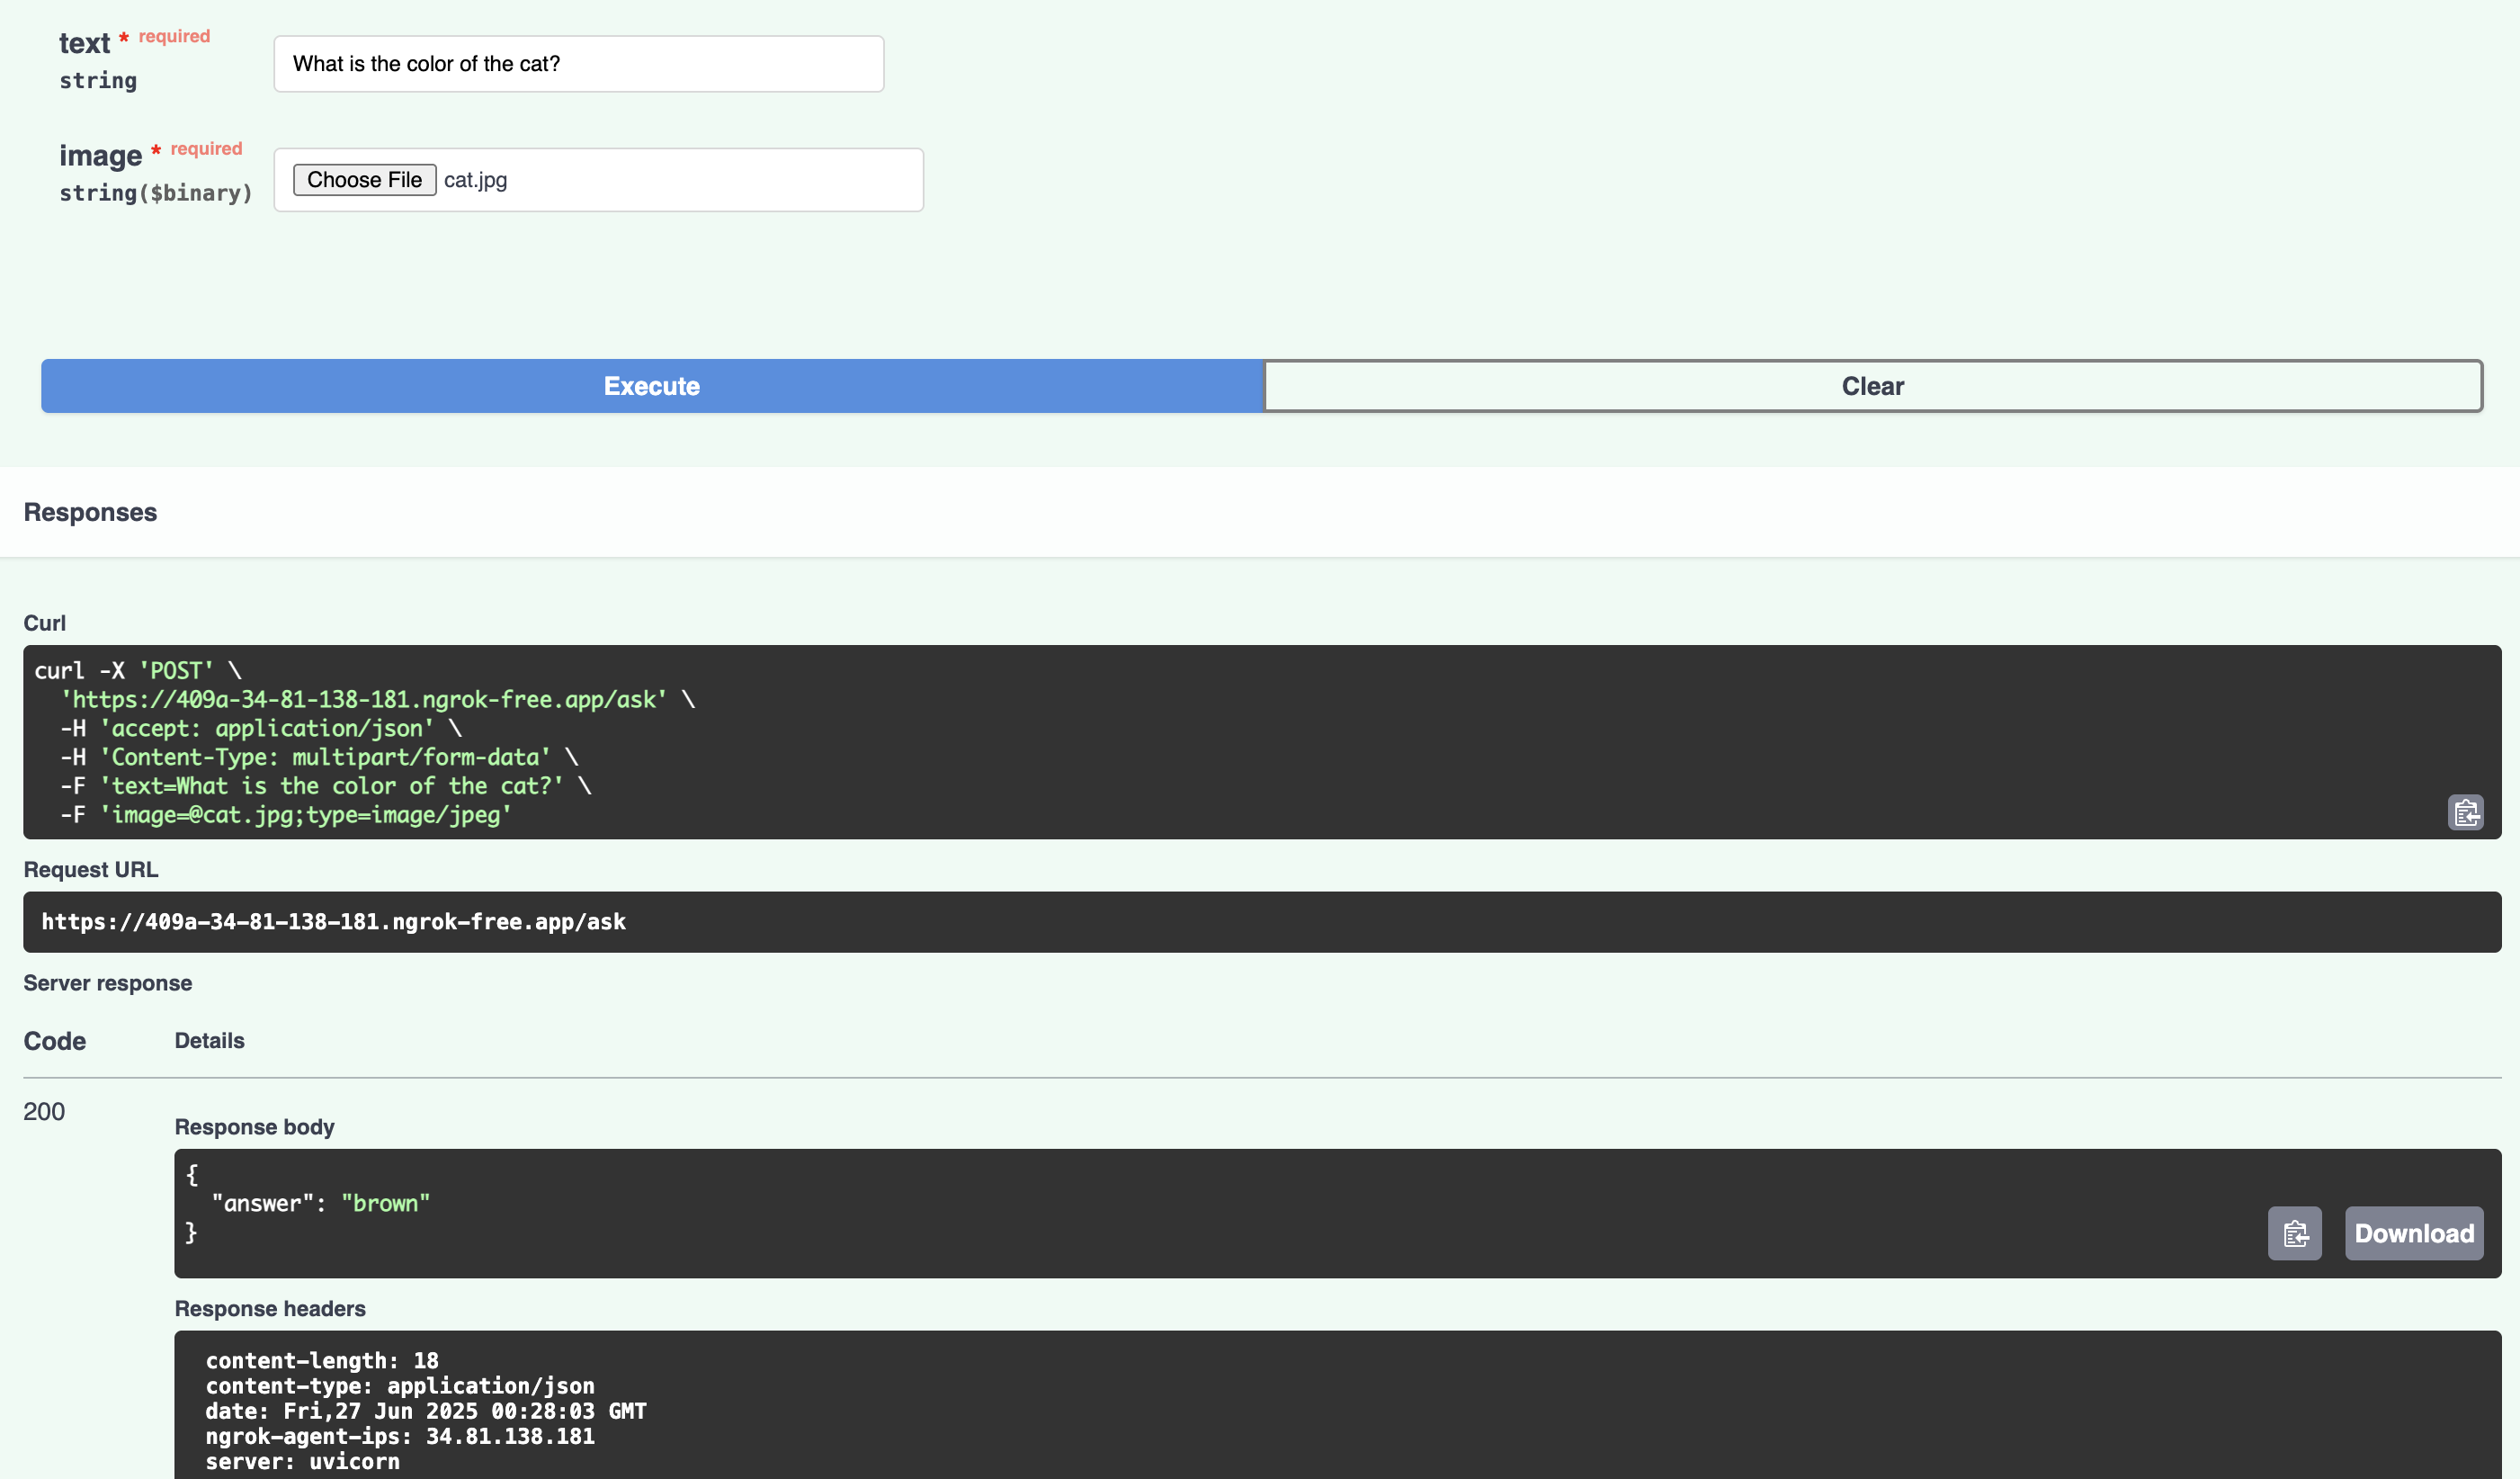 text * required
string
What is the color of the cat?
image * required
string($binary)
Choose File cat.jpg
Execute
Clear
Responses
Curl
curl -X 'POST' \
  'https://409a-34-81-138-181.ngrok-free.app/ask' \
  -H 'accept: application/json' \
  -H 'Content-Type: multipart/form-data' \
  -F 'text=What is the color of the cat?' \
  -F 'image=@cat.jpg;type=image/jpeg'
Request URL
https://409a-34-81-138-181.ngrok-free.app/ask
Server response
Code Details
200
Response body
{
  "answer": "brown"
}
Download
Response headers
content-length: 18
content-type: application/json
date: Fri,27 Jun 2025 00:28:03 GMT
ngrok-agent-ips: 34.81.138.181
server: uvicorn